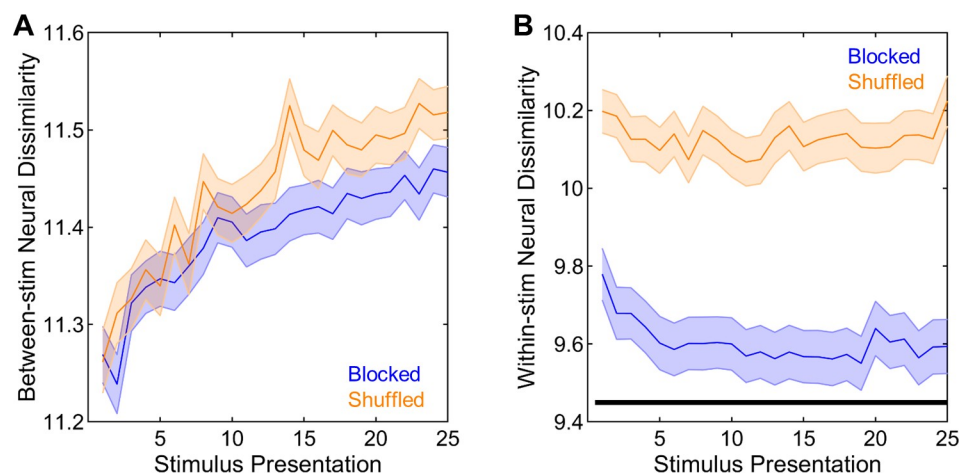 A
Between-stim Neural Dissimilarity
11.6
11.5
11.4
11.3
11.2
5
10
15
20
25
Stimulus Presentation
Blocked
Shuffled
B
Within-stim Neural Dissimilarity
10.4
10.2
10
9.8
9.6
9.4
5
10
15
20
25
Stimulus Presentation
Blocked
Shuffled